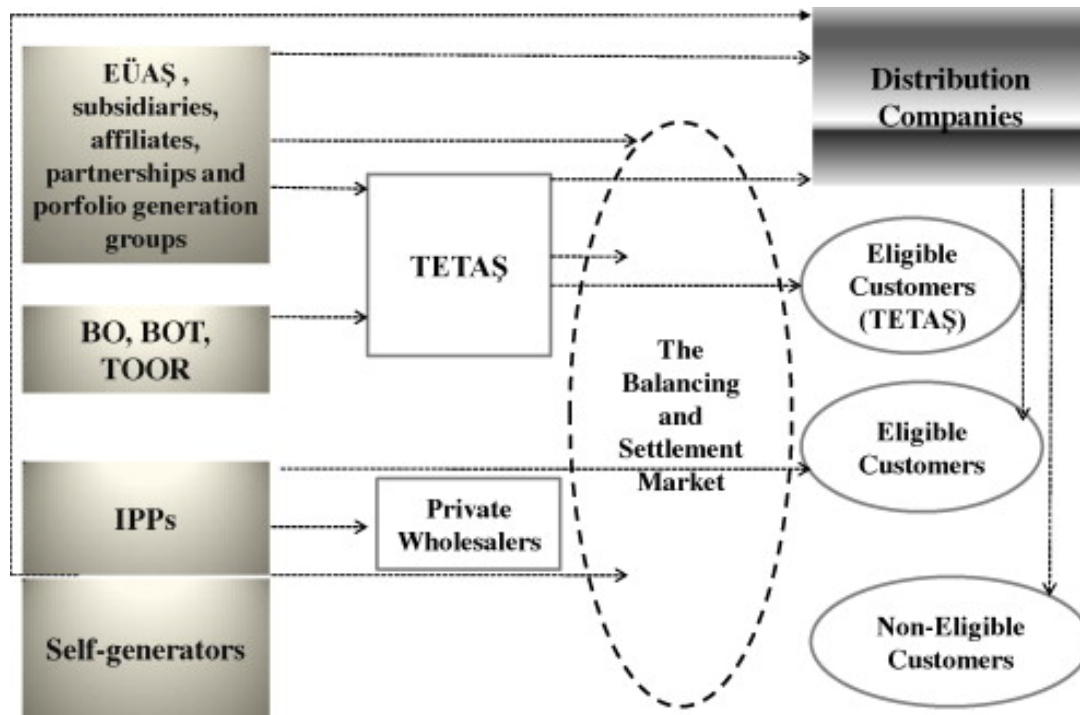 EÜAŞ ,
subsidiaries,
affiliates,
partnerships and
porfolio generation
groups
BO, BOT,
TOOR
IPPs
Self-generators
TETAŞ
Private
Wholesalers
The
Balancing
and
Settlement
Market
Distribution
Companies
Eligible
Customers
(TETAŞ)
Eligible
Customers
Non-Eligible
Customers